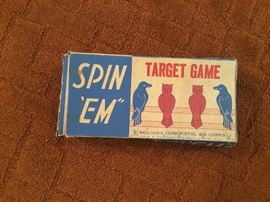 SPIN
'EM"
TARGET GAME
INCLUDES CORK PISTOL AND CORKS